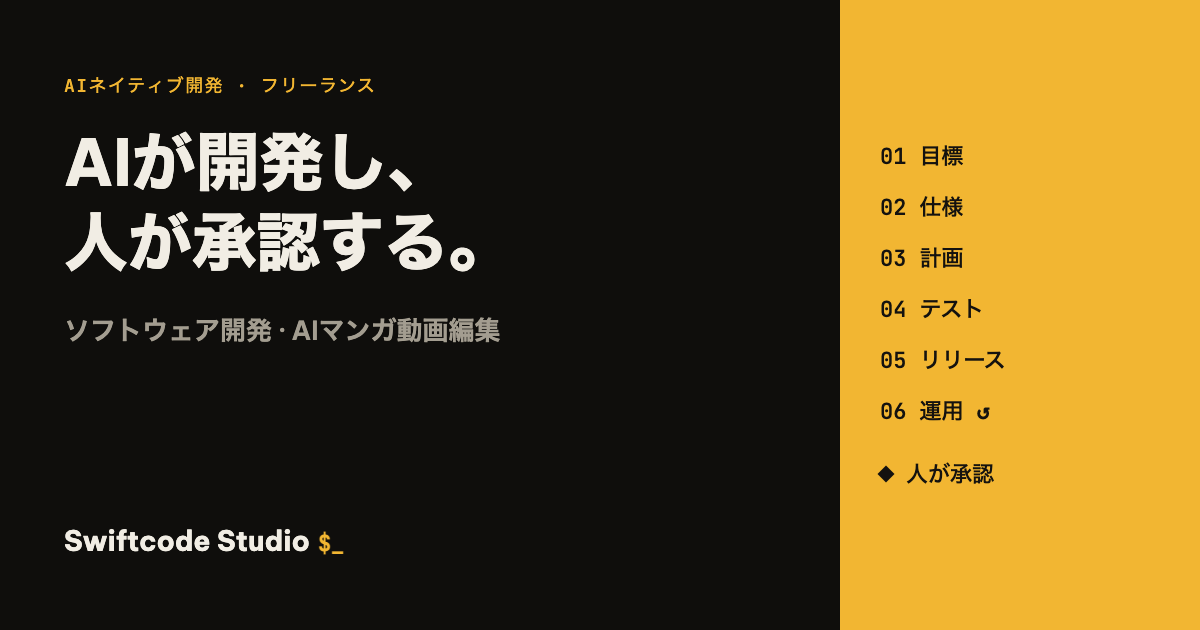 AIネイティブ開発 · フリーランス
AIが開発し、
人が承認する。
ソフトウェア開発 · AIマンガ動画編集
Swiftcode Studio $_
01 目標
02 仕様
03 計画
04 テスト
05 リリース
06 運用 ↺
◆ 人が承認